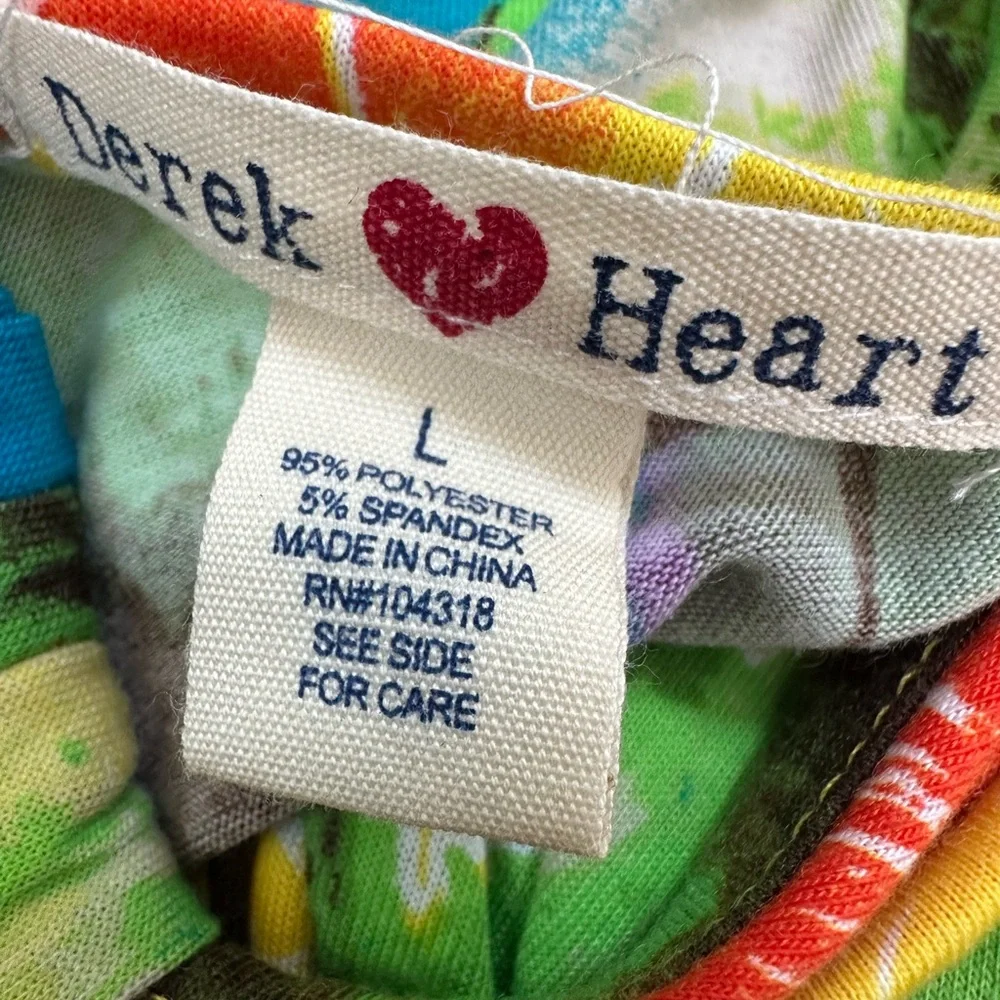 Derek Heart
L
95% POLYESTER
5% SPANDEX
MADE IN CHINA
RN#104318
SEE SIDE
FOR CARE